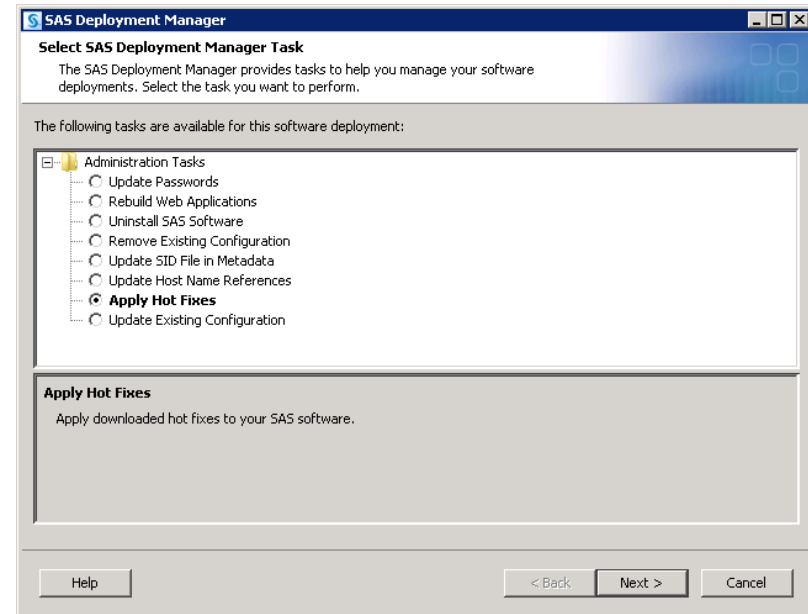 SAS Deployment Manager
Select SAS Deployment Manager Task
The SAS Deployment Manager provides tasks to help you manage your software
deployments. Select the task you want to perform.
The following tasks are available for this software deployment:
Administration Tasks
Update Passwords
Rebuild Web Applications
Uninstall SAS Software
Remove Existing Configuration
Update SID File in Metadata
Update Host Name References
Apply Hot Fixes
Update Existing Configuration
Apply Hot Fixes
Apply downloaded hot fixes to your SAS software.
Help
< Back
Next >
Cancel